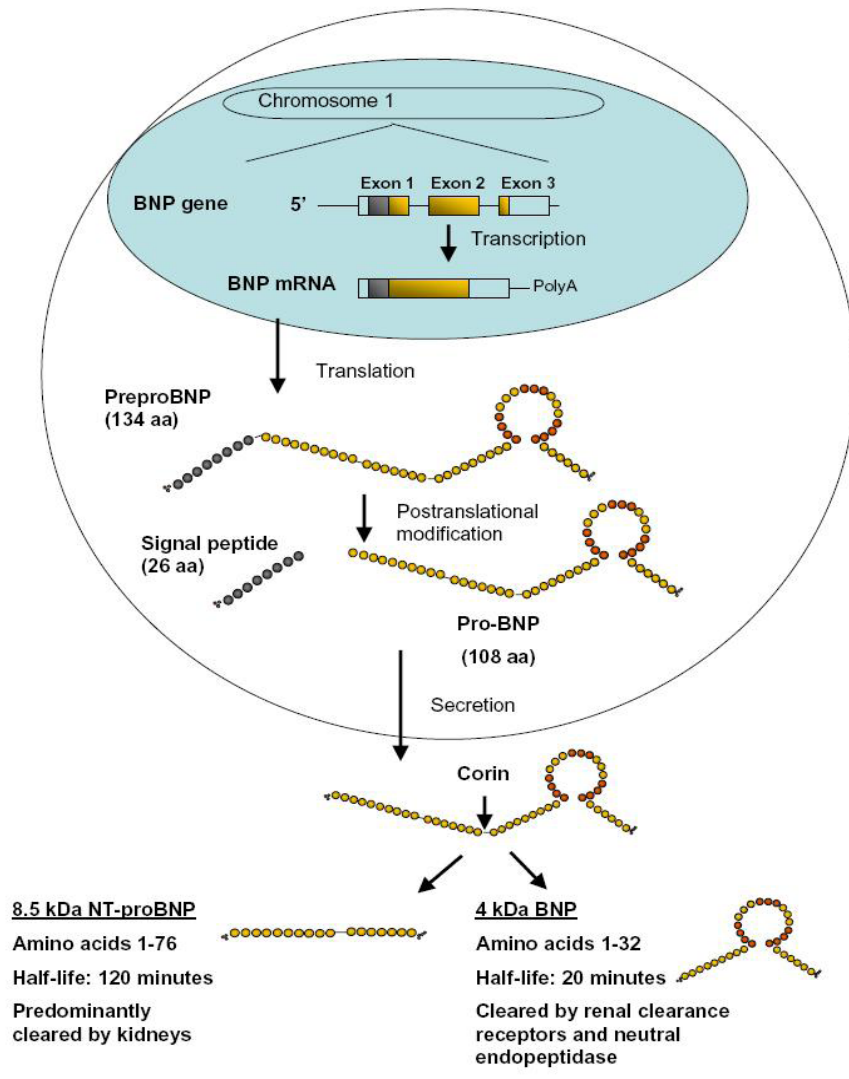 Chromosome 1
Exon 1 Exon 2 Exon 3
BNP gene 5’
Transcription
BNP mRNA
PolyA
Translation
PreproBNP
(134 aa)
Postranslational
modification
Signal peptide
(26 aa)
Pro-BNP
(108 aa)
Secretion
Corin
8.5 kDa NT-proBNP
Amino acids 1-76
Half-life: 120 minutes
Predominantly
cleared by kidneys
4 kDa BNP
Amino acids 1-32
Half-life: 20 minutes
Cleared by renal clearance
receptors and neutral
endopeptidase